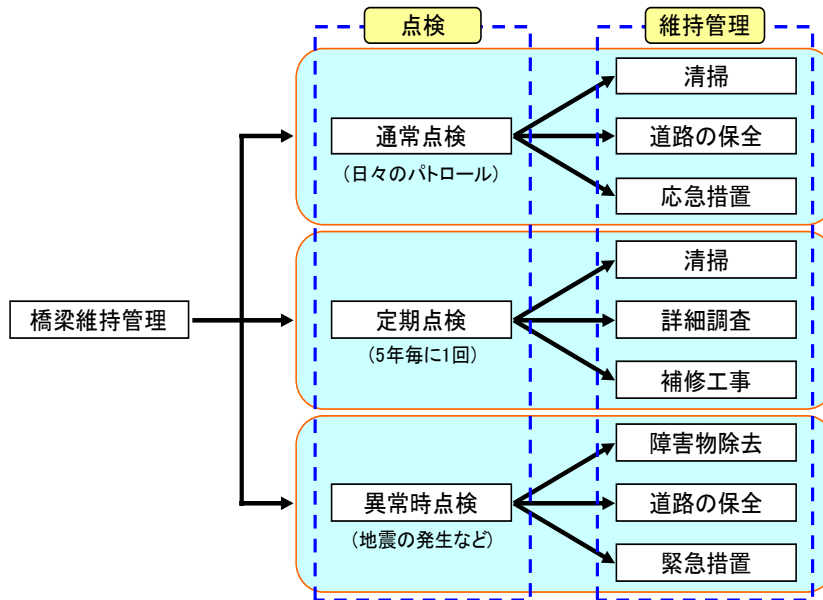 点検
維持管理
清掃
通常点検
道路の保全
(日々のパトロール)
応急措置
清掃
橋梁維持管理
定期点検
詳細調査
(5年毎に1回)
補修工事
障害物除去
異常時点検
道路の保全
(地震の発生など)
緊急措置